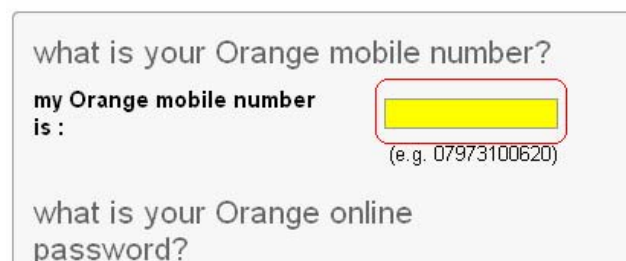 what is your Orange mobile number?
my Orange mobile number
is :
(e.g. 07973100620)
what is your Orange online
password?